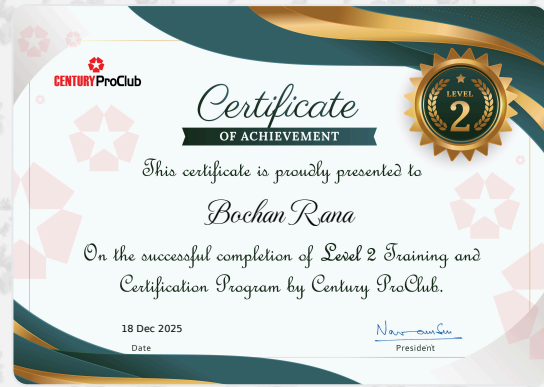 CENTURY ProClub
LEVEL
2
Certificate
OF ACHIEVEMENT
This certificate is proudly presented to
Bochan Rana
On the successful completion of Level 2 Training and
Certification Program by Century ProClub.
18 Dec 2025
Date
President